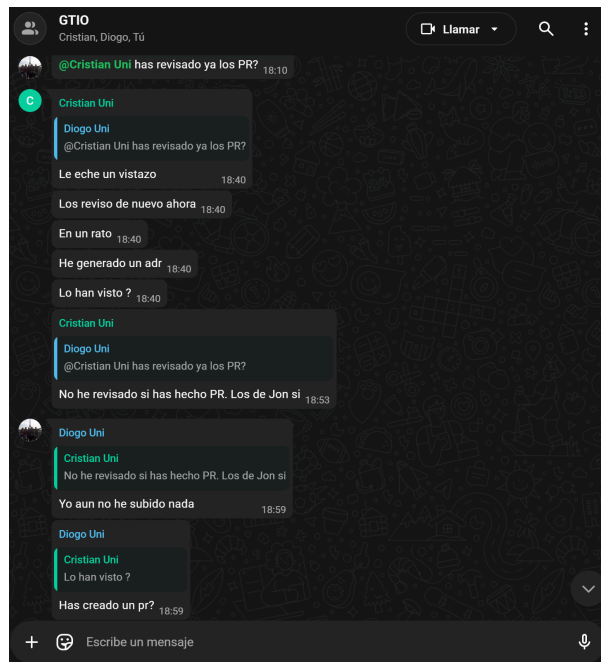 GTIO
Cristian, Diogo, Tú
Llamar
@Cristian Uni has revisado ya los PR? 18:10
C
Cristian Uni
Diogo Uni
@Cristian Uni has revisado ya los PR?
Le eche un vistazo 18:40
Los reviso de nuevo ahora 18:40
En un rato 18:40
He generado un adr 18:40
Lo han visto ? 18:40
Cristian Uni
Diogo Uni
@Cristian Uni has revisado ya los PR?
No he revisado si has hecho PR. Los de Jon si 18:53
Diogo Uni
Cristian Uni
No he revisado si has hecho PR. Los de Jon si
Yo aun no he subido nada 18:59
Diogo Uni
Cristian Uni
Lo han visto ?
Has creado un pr? 18:59
Escribe un mensaje